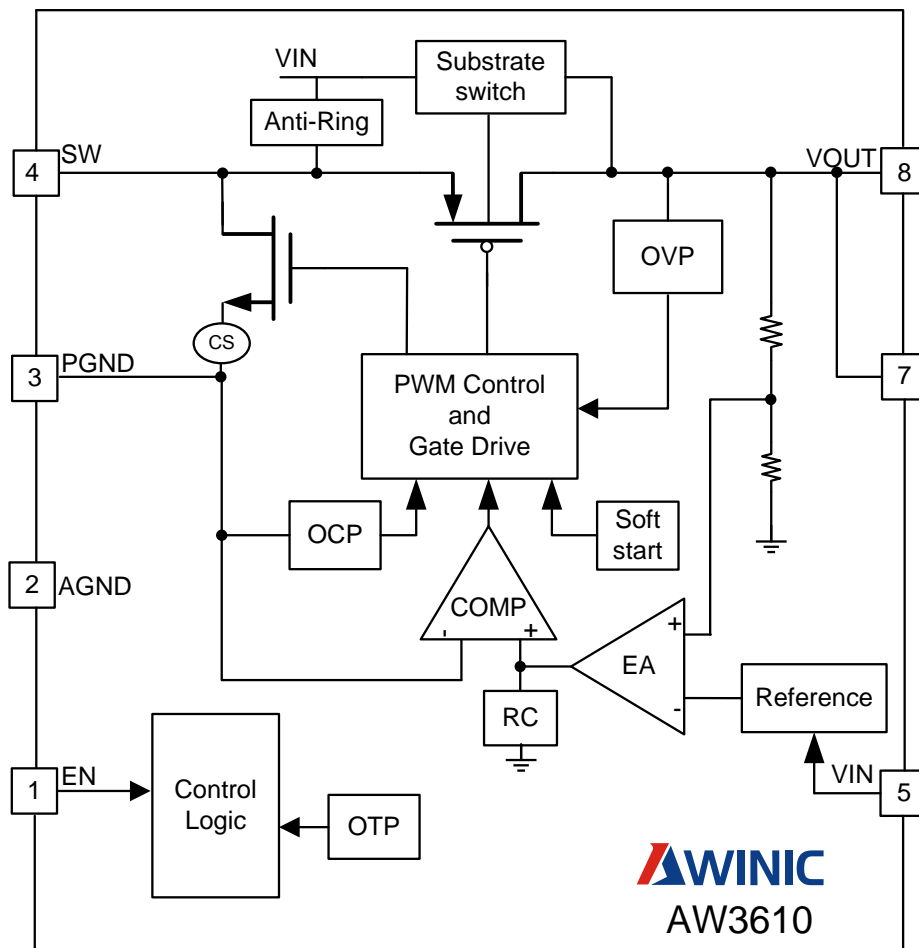 VIN
Substrate
switch
Anti-Ring
4
SW
VOUT
8
OVP
CS
3
PGND
7
PWM Control
and
Gate Drive
OCP
Soft
start
2
AGND
COMP
-
+
+
EA
-
RC
Reference
1
EN
VIN
5
Control
Logic
OTP
AWINIC
AW3610